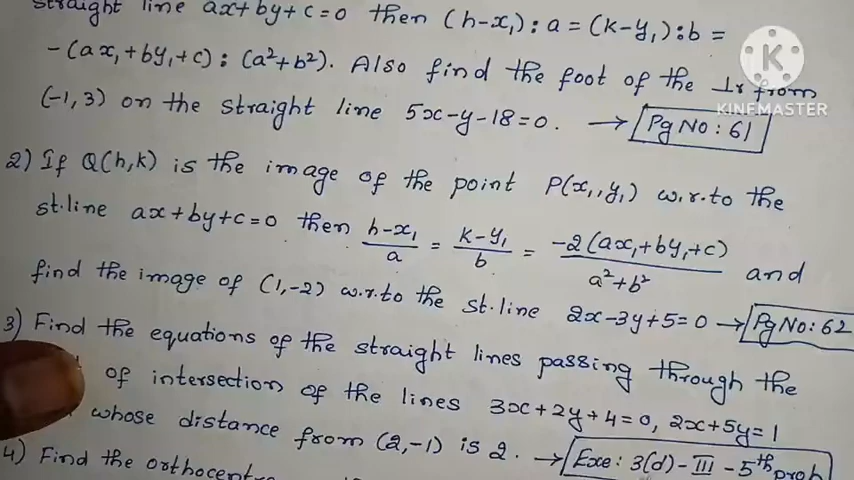 straight line ax+by+c=0 then (h-x₁):a=(k-y₁):b=
-(ax₁+by₁+c):(a²+b²). Also find the foot of the ⊥r from
(-1,3) on the straight line 5x-y-18=0. → Pg No:61
2) If Q(h,k) is the image of the point P(x₁,y₁) w.r.to the
st.line ax+by+c=0 then (h-x₁)/a = (k-y₁)/b = -2(ax₁+by₁+c)/(a²+b²) and
find the image of (1,-2) w.r.to the st.line 2x-3y+5=0 → Pg No:62
3) Find the equations of the straight lines passing through the
of intersection of the lines 3x+2y+4=0, 2x+5y=1
whose distance from (2,-1) is 2. → Exe: 3(d)-III-5th prob
4) Find the
K
KINEMASTER